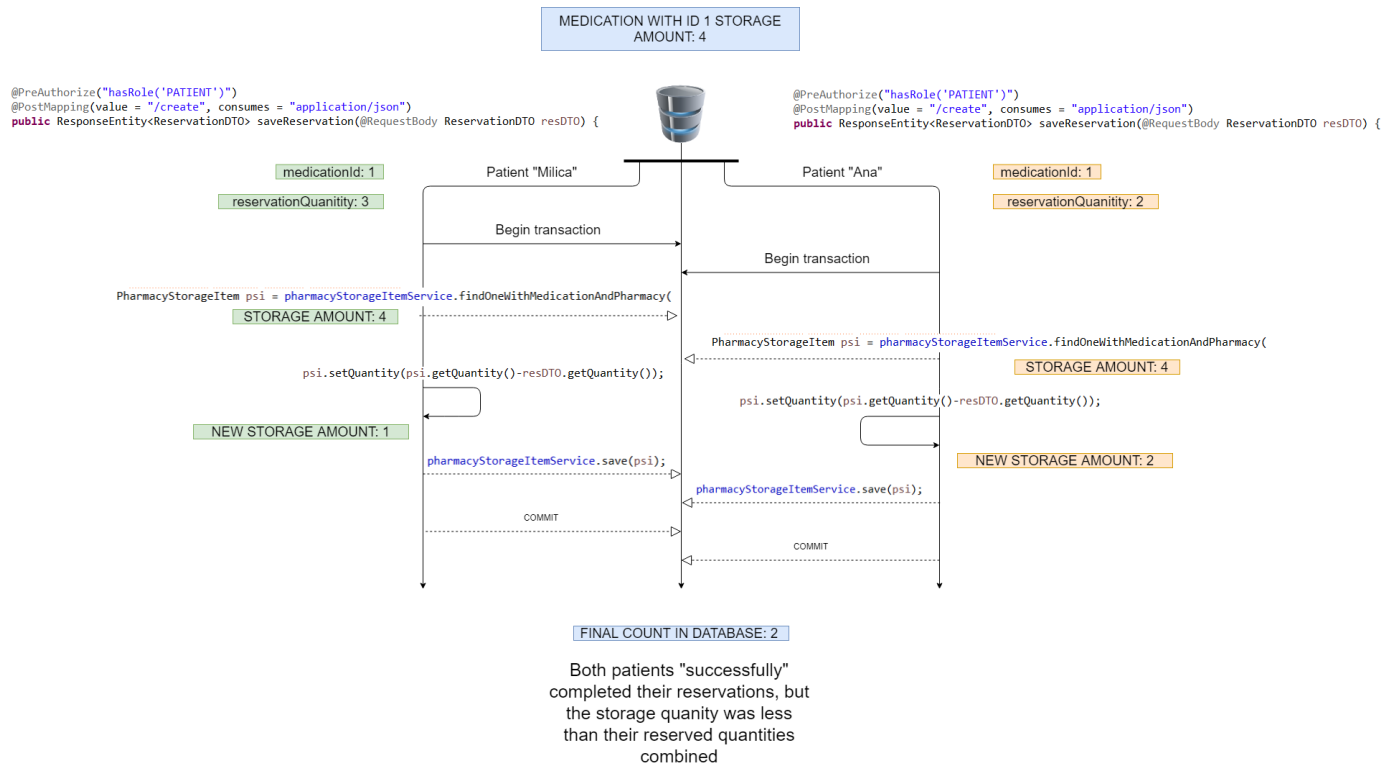 MEDICATION WITH ID 1 STORAGE
AMOUNT: 4
@PreAuthorize("hasRole('PATIENT')")
@PostMapping(value = "/create", consumes = "application/json")
public ResponseEntity<ReservationDTO> saveReservation(@RequestBody ReservationDTO resDTO) {
@PreAuthorize("hasRole('PATIENT')")
@PostMapping(value = "/create", consumes = "application/json")
public ResponseEntity<ReservationDTO> saveReservation(@RequestBody ReservationDTO resDTO) {
medicationId: 1
Patient "Milica"
Patient "Ana"
medicationId: 1
reservationQuanitity: 3
reservationQuanitity: 2
Begin transaction
Begin transaction
PharmacyStorageItem psi = pharmacyStorageItemService.findOneWithMedicationAndPharmacy(
STORAGE AMOUNT: 4
PharmacyStorageItem psi = pharmacyStorageItemService.findOneWithMedicationAndPharmacy(
STORAGE AMOUNT: 4
psi.setQuantity(psi.getQuantity()-resDTO.getQuantity());
psi.setQuantity(psi.getQuantity()-resDTO.getQuantity());
NEW STORAGE AMOUNT: 1
pharmacyStorageItemService.save(psi);
NEW STORAGE AMOUNT: 2
pharmacyStorageItemService.save(psi);
COMMIT
COMMIT
FINAL COUNT IN DATABASE: 2
Both patients "successfully"
completed their reservations, but
the storage quanity was less
than their reserved quantities
combined